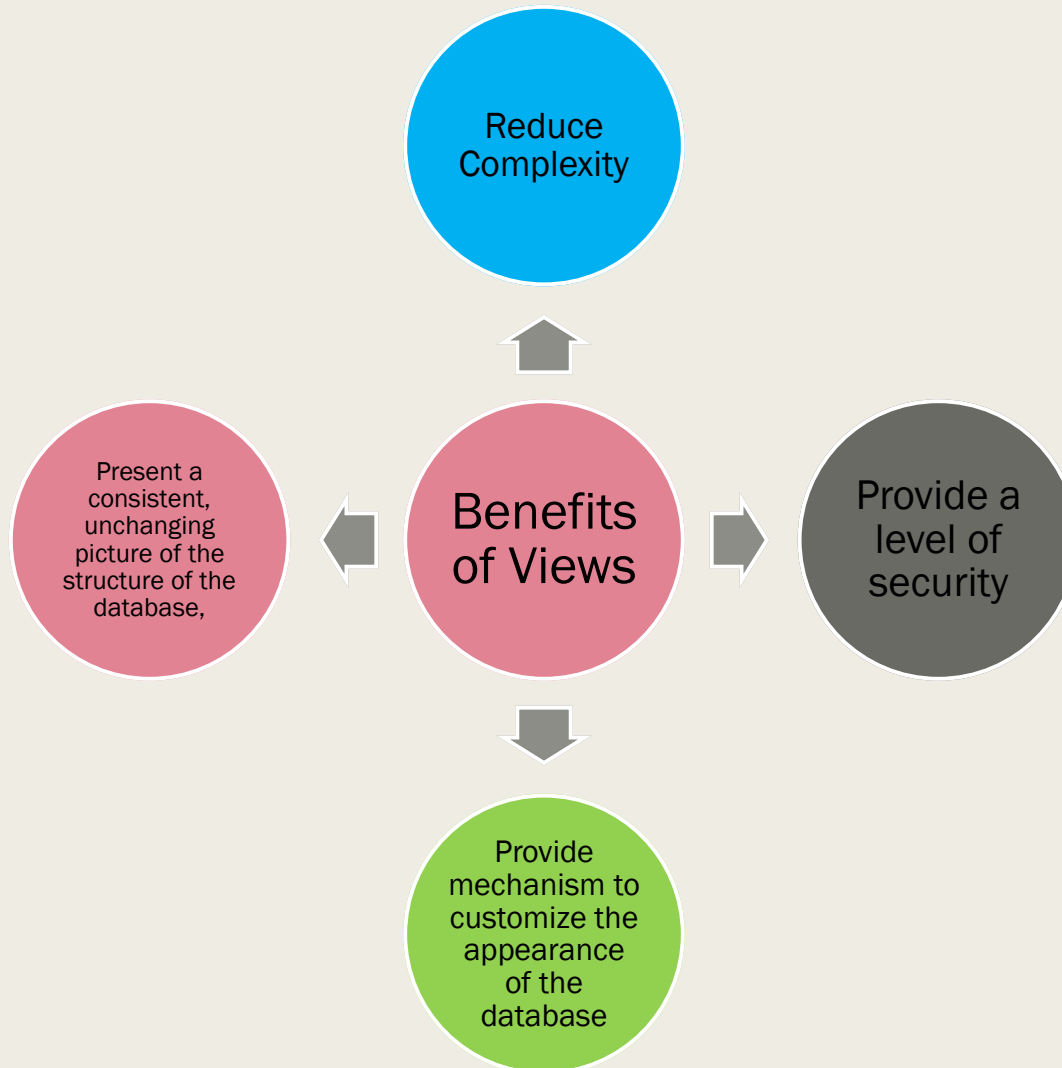 Reduce
Complexity
Present a
consistent,
unchanging
picture of the
structure of the
database,
Benefits
of Views
Provide a
level of
security
Provide
mechanism to
customize the
appearance
of the
database